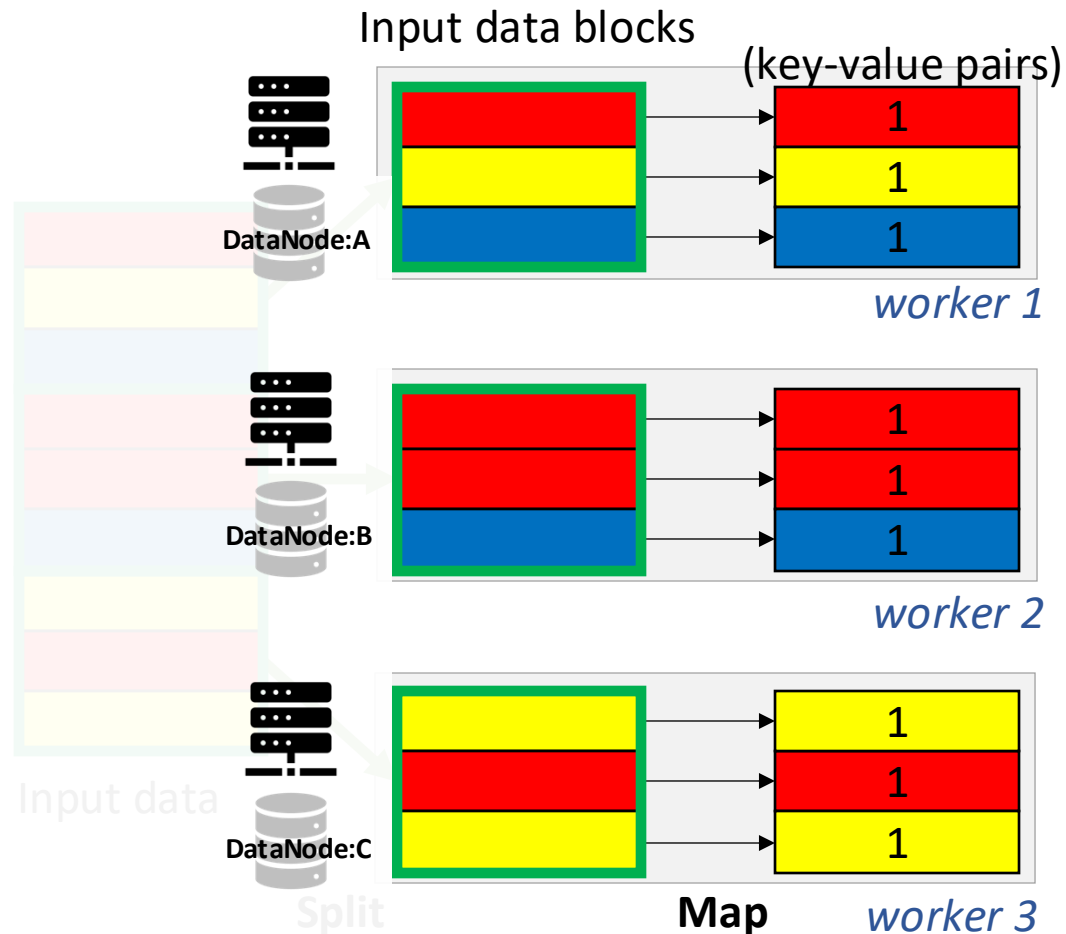 Input data blocks
(key-value pairs)
1
1
1
DataNode:A
worker 1
1
1
1
DataNode:B
worker 2
1
1
1
Input data
DataNode:C
Split
Map
worker 3